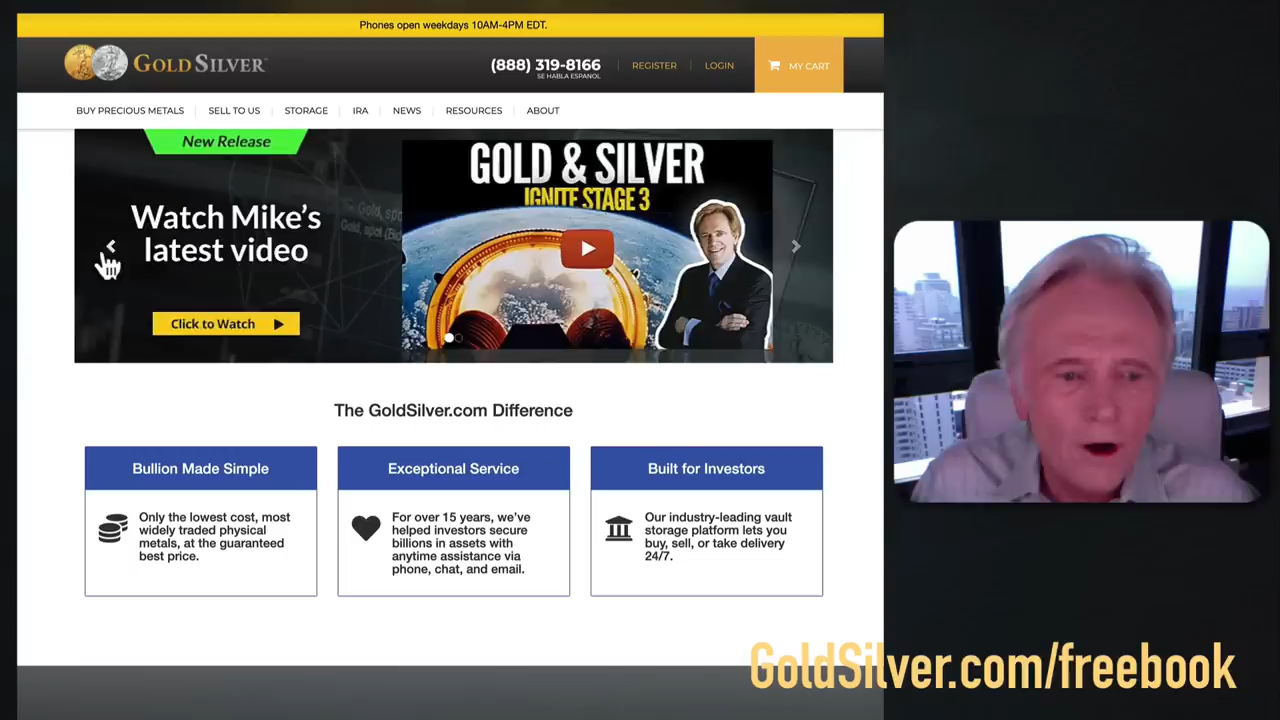 Phones open weekdays 10AM-4PM EDT.
GOLDSILVER
(888) 319-8166
SE HABLA ESPANOL
REGISTER
LOGIN
MY CART
BUY PRECIOUS METALS
SELL TO US
STORAGE
IRA
NEWS
RESOURCES
ABOUT
New Release
Watch Mike's
latest video
Click to Watch
GOLD & SILVER
IGNITE STAGE 3
The GoldSilver.com Difference
Bullion Made Simple
Only the lowest cost, most
widely traded physical
metals, at the guaranteed
best price.
Exceptional Service
For over 15 years, we've
helped investors secure
billions in assets with
anytime assistance via
phone, chat, and email.
Built for Investors
Our industry-leading vault
storage platform lets you
buy, sell, or take delivery
24/7.
GoldSilver.com/freebook